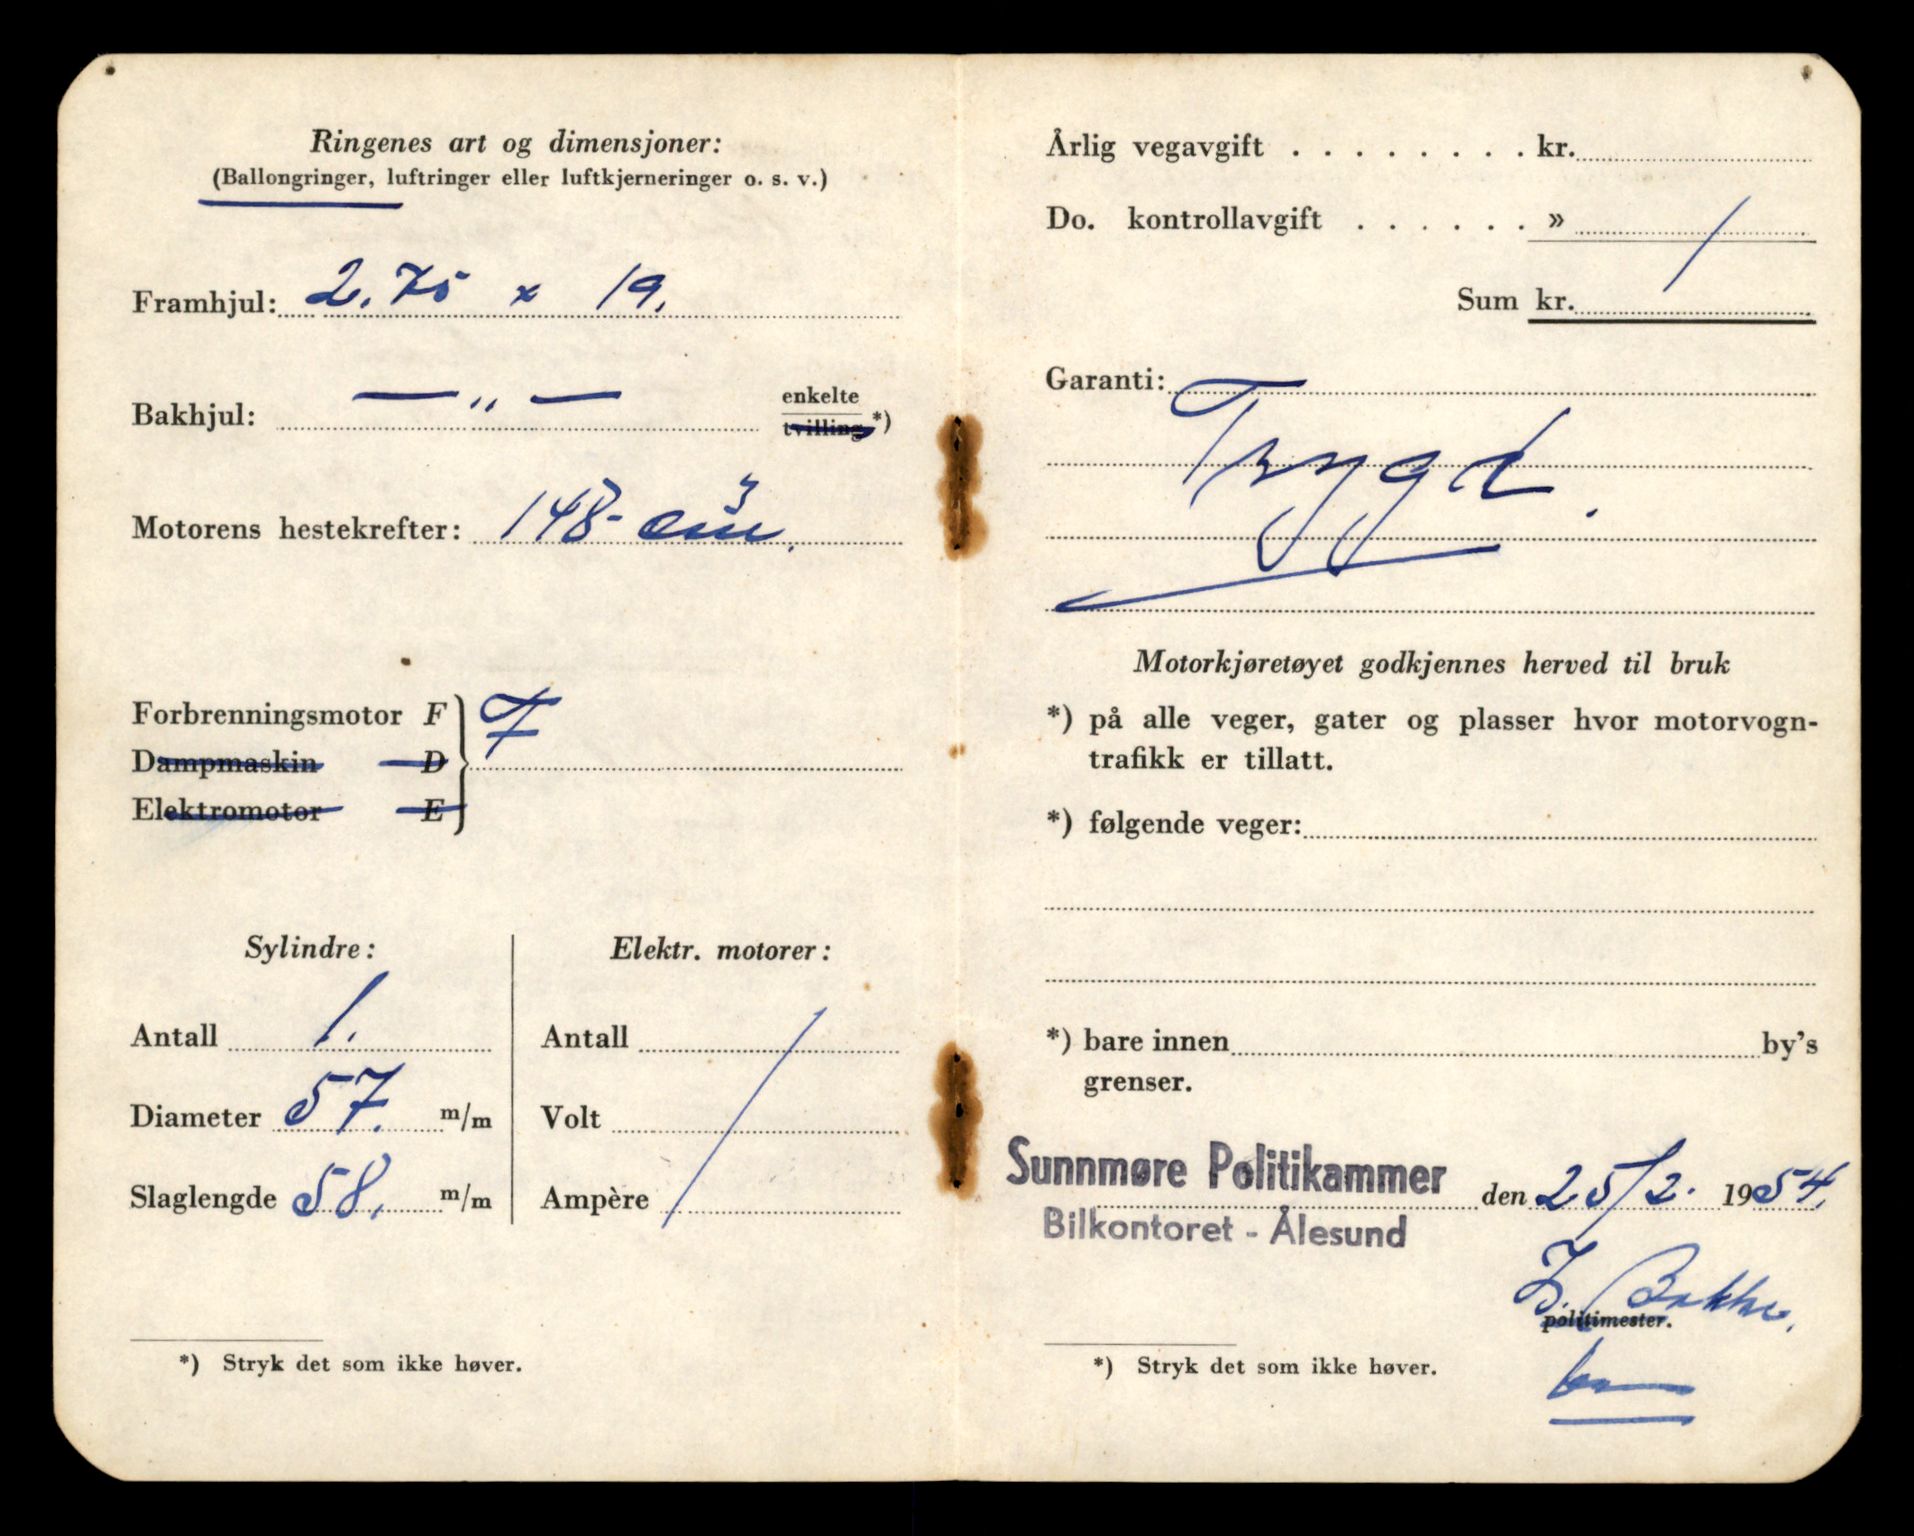 Ringenes art og dimensjoner:
(Ballongringer, luftringer eller luftkjerneringer o. s. v.)
Framhjul: 2.75 x 19.
Bakhjul: — „ — enkelte
tvilling *)
Motorens hestekrefter: 148 - cm³.
Forbrenningsmotor F
F
Dampmaskin D
Elektromotor E
Sylindre:
Antall 1.
Diameter 57. m/m
Slaglengde 58. m/m
Elektr. motorer:
Antall
Volt
Ampère
*) Stryk det som ikke høver.
Årlig vegavgift . . . . . . . . kr.
Do. kontrollavgift . . . . . . »
Sum kr.
Garanti:
Trygd.
Motorkjøretøyet godkjennes herved til bruk
*) på alle veger, gater og plasser hvor motorvogn-
trafikk er tillatt.
*) følgende veger:
*) bare innen by's
grenser.
Sunnmøre Politikammer den 25/2. 1954.
Bilkontoret - Ålesund
Bakke.
politimester.
*) Stryk det som ikke høver.